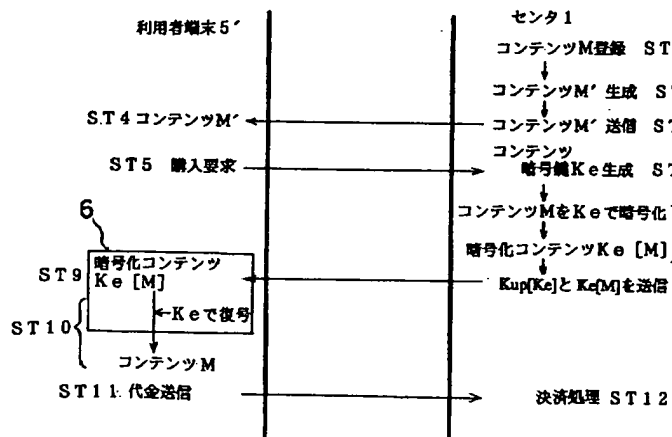 利用者端末5′
センタ1
コンテンツM登録 ST
コンテンツM′生成 S
ST4コンテンツM′
コンテンツM′送信 ST
コンテンツ
ST5 購入要求
暗号鍵Ke生成 ST
コンテンツMをKeで暗号化
6
暗号化コンテンツKe[M]
暗号化コンテンツ
ST9
Ke[M]
Kup[Ke]とKe[M]を送信
Keで復号
ST10
コンテンツM
ST11.代金送信
決済処理 ST12